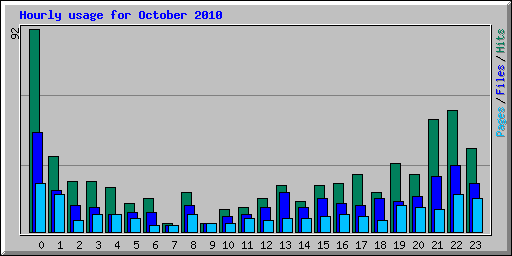 Hourly usage for October 2010
92
Pages / Files / Hits
0 1 2 3 4 5 6 7 8 9 10 11 12 13 14 15 16 17 18 19 20 21 22 23